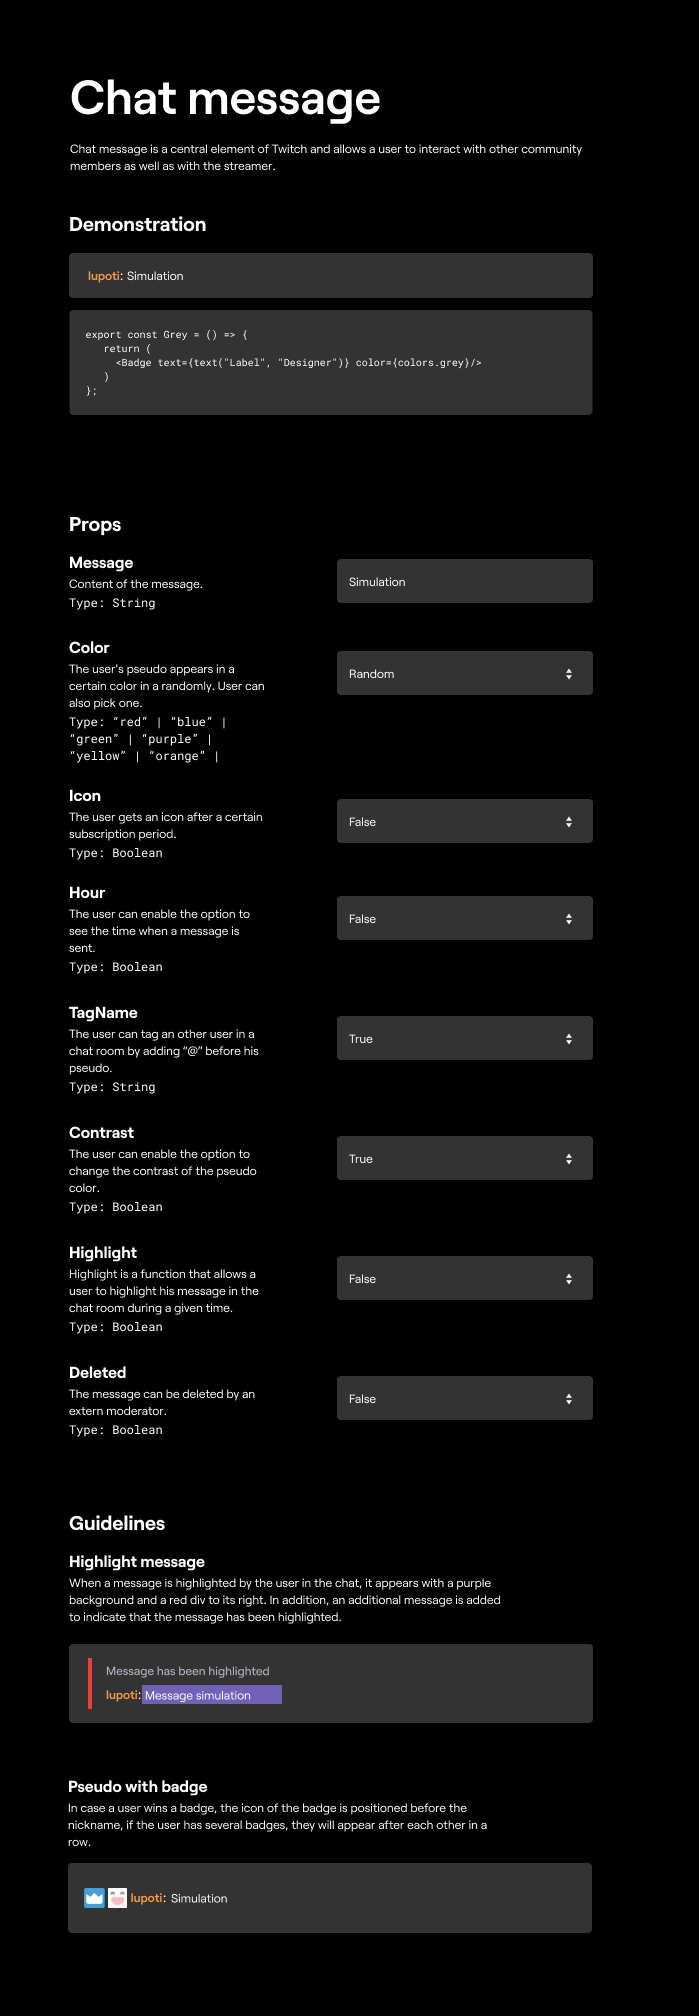 Chat message
Chat message is a central element of Twitch and allows a user to interact with other community
members as well as with the streamer.
Demonstration
lupoti: Simulation
export const Grey = () => {
return (
<Badge text={text("Label", "Designer")} color={colors.grey}/>
)
};
Props
Message
Content of the message.
Type: String
Simulation
Color
The user's pseudo appears in a
certain color in a randomly. User can
also pick one.
Type: “red” | “blue” |
“green” | “purple” |
“yellow” | “orange” |
Random
Icon
The user gets an icon after a certain
subscription period.
Type: Boolean
False
Hour
The user can enable the option to
see the time when a message is
sent.
Type: Boolean
False
TagName
The user can tag an other user in a
chat room by adding “@” before his
pseudo.
Type: String
True
Contrast
The user can enable the option to
change the contrast of the pseudo
color.
Type: Boolean
True
Highlight
Highlight is a function that allows a
user to highlight his message in the
chat room during a given time.
Type: Boolean
False
Deleted
The message can be deleted by an
extern moderator.
Type: Boolean
False
Guidelines
Highlight message
When a message is highlighted by the user in the chat, it appears with a purple
background and a red div to its right. In addition, an additional message is added
to indicate that the message has been highlighted.
Message has been highlighted
lupoti: Message simulation
Pseudo with badge
In case a user wins a badge, the icon of the badge is positioned before the
nickname, if the user has several badges, they will appear after each other in a
row.
lupoti: Simulation